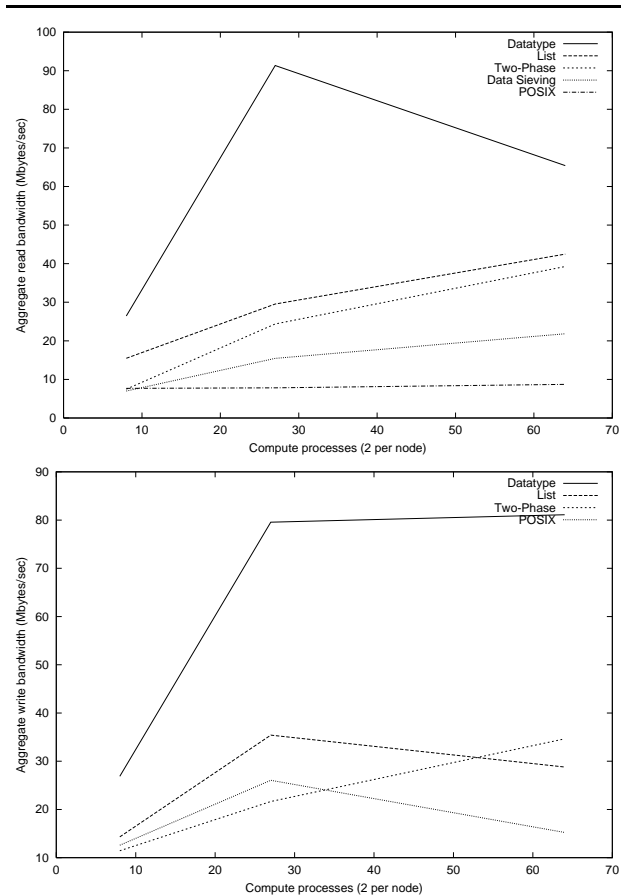 100
90
80
70
60
50
40
30
20
10
0
Aggregate read bandwidth (Mbytes/sec)
Datatype
List
Two-Phase
Data Sieving
POSIX
0 10 20 30 40 50 60 70
Compute processes (2 per node)
90
80
70
60
50
40
30
20
10
Aggregate write bandwidth (Mbytes/sec)
Datatype
List
Two-Phase
POSIX
0 10 20 30 40 50 60 70
Compute processes (2 per node)